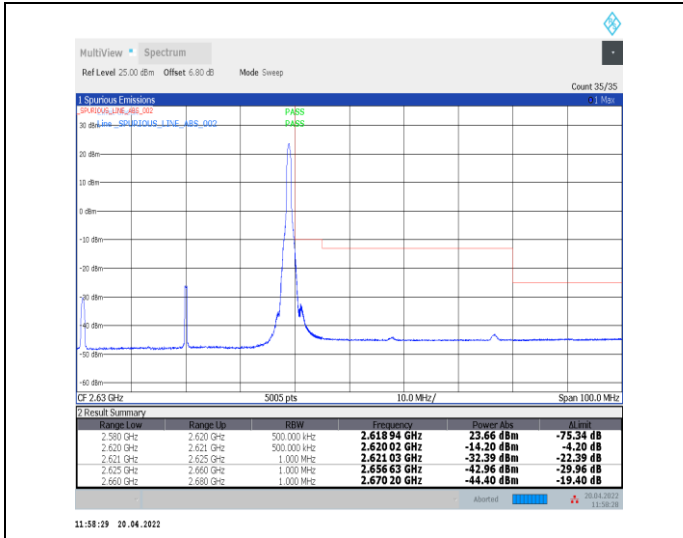 MultiView Spectrum
Ref Level 25.00 dBm Offset 6.80 dB Mode Sweep
Count 35/35
1 Spurious Emissions 1 Max
_SPURIOUS_LINE_ABS_002 PASS
30 dBm Line _SPURIOUS_LINE_ABS_002 PASS
20 dBm
10 dBm
0 dBm
-10 dBm
-20 dBm
-30 dBm
-40 dBm
-50 dBm
-60 dBm
CF 2.63 GHz 5005 pts 10.0 MHz/ Span 100.0 MHz
2 Result Summary
Range Low Range Up RBW Frequency Power Abs ΔLimit
2.580 GHz 2.620 GHz 500.000 kHz 2.618 94 GHz 23.66 dBm -75.34 dB
2.620 GHz 2.621 GHz 500.000 kHz 2.620 02 GHz -14.20 dBm -4.20 dB
2.621 GHz 2.625 GHz 1.000 MHz 2.621 03 GHz -32.39 dBm -22.39 dB
2.625 GHz 2.660 GHz 1.000 MHz 2.656 63 GHz -42.96 dBm -29.96 dB
2.660 GHz 2.680 GHz 1.000 MHz 2.670 20 GHz -44.40 dBm -19.40 dB
Aborted 20.04.2022
11:58:28
11:58:29 20.04.2022